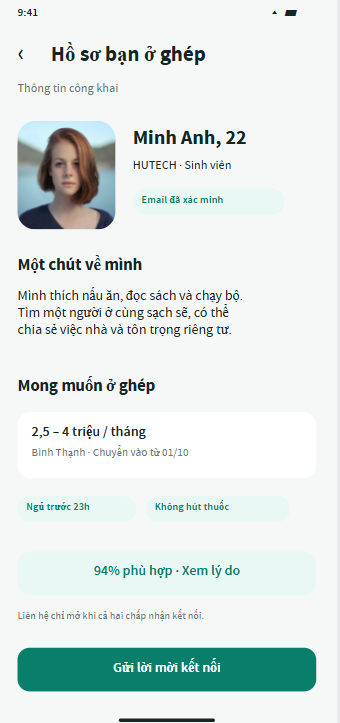 9:41
‹ Hồ sơ bạn ở ghép
Thông tin công khai
Minh Anh, 22
HUTECH · Sinh viên
Email đã xác minh
Một chút về mình
Mình thích nấu ăn, đọc sách và chạy bộ.
Tìm một người ở cùng sạch sẽ, có thể
chia sẻ việc nhà và tôn trọng riêng tư.
Mong muốn ở ghép
2,5 – 4 triệu / tháng
Bình Thạnh · Chuyển vào từ 01/10
Ngủ trước 23h
Không hút thuốc
94% phù hợp · Xem lý do
Liên hệ chỉ mở khi cả hai chấp nhận kết nối.
Gửi lời mời kết nối